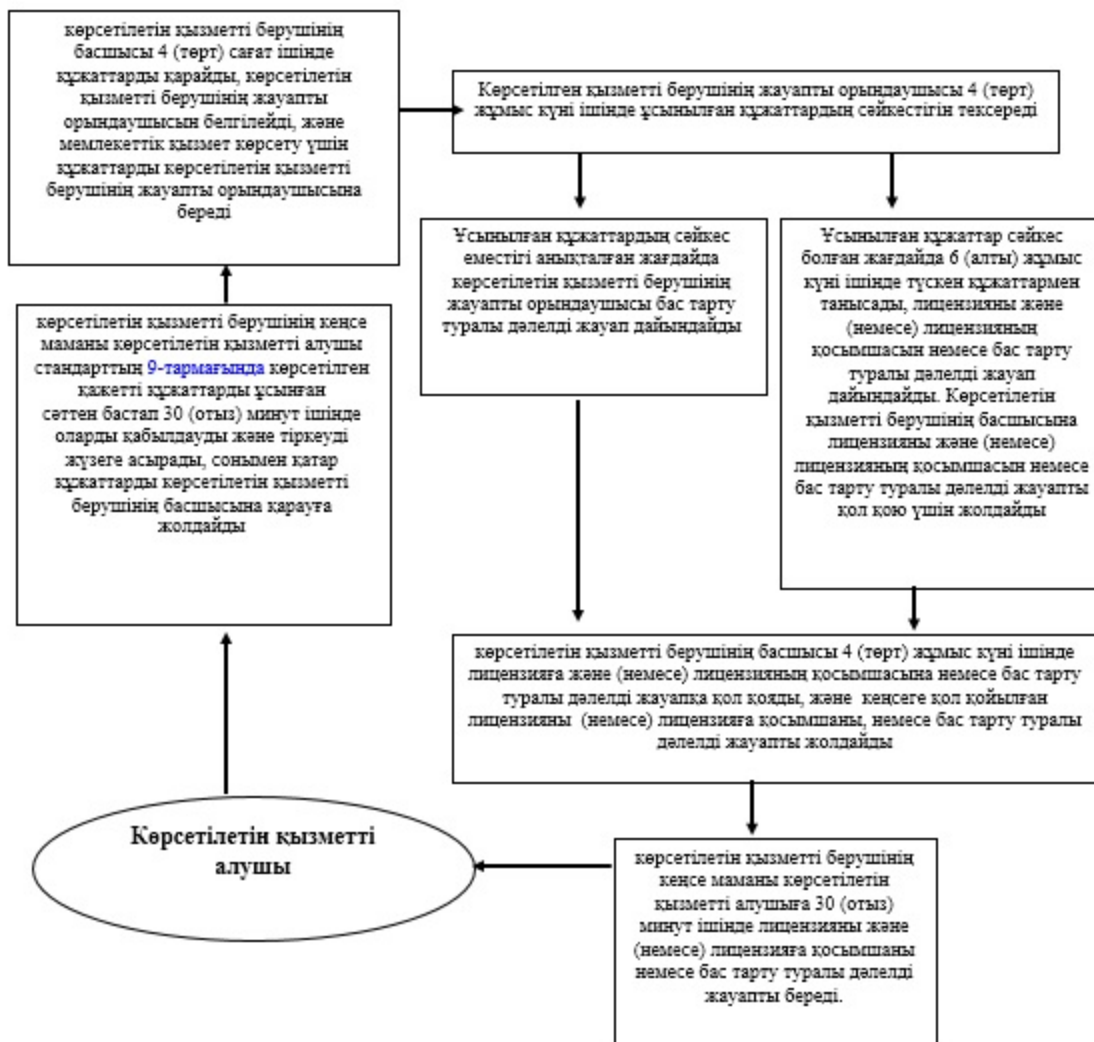 көрсетілетін қызметті берушінің
басшысы 4 (төрт) сағат ішінде
құжаттарды қарайды, көрсетілетін
қызметті берушінің жауапты
орындаушысын белгілейді, және
мемлекеттік қызмет көрсету үшін
құжаттарды көрсетілетін қызметті
берушінің жауапты орындаушысына
береді
Көрсетілген қызметті берушінің жауапты орындаушысы 4 (төрт)
жұмыс күні ішінде ұсынылған құжаттардың сәйкестігін тексереді
Ұсынылған құжаттардың сәйкес
еместігі анықталған жағдайда
көрсетілетін қызметті берушінің
жауапты орындаушысы бас тарту
туралы дәлелді жауап дайындайды
Ұсынылған құжаттар сәйкес
болған жағдайда 6 (алты) жұмыс
күні ішінде түскен құжаттармен
танысады, лицензияны және
(немесе) лицензияның
қосымшасын немесе бас тарту
туралы дәлелді жауап
дайындайды. Көрсетілетін
қызметті берушінің басшысына
лицензияны және (немесе)
лицензияның қосымшасын немесе
бас тарту туралы дәлелді жауапты
қол қою үшін жолдайды
көрсетілетін қызметті берушінің кеңсе
маманы көрсетілетін қызметті алушы
стандарттың 9-тармағында көрсетілген
қажетті құжаттарды ұсынған
сәттен бастап 30 (отыз) минут ішінде
оларды қабылдауды және тіркеуді
жүзеге асырады, сонымен қатар
құжаттарды көрсетілетін қызметті
берушінің басшысына қарауға
жолдайды
көрсетілетін қызметті берушінің басшысы 4 (төрт) жұмыс күні ішінде
лицензияға және (немесе) лицензияның қосымшасына немесе бас тарту
туралы дәлелді жауапқа қол қояды, және кеңсеге қол қойылған
лицензияны (немесе) лицензияға қосымшаны, немесе бас тарту туралы
дәлелді жауапты жолдайды
Көрсетілетін қызметті
алушы
көрсетілетін қызметті берушінің
кеңсе маманы көрсетілетін
қызметті алушыға 30 (отыз)
минут ішінде лицензияны және
(немесе) лицензияға қосымшаны
немесе бас тарту туралы дәлелді
жауапты береді.